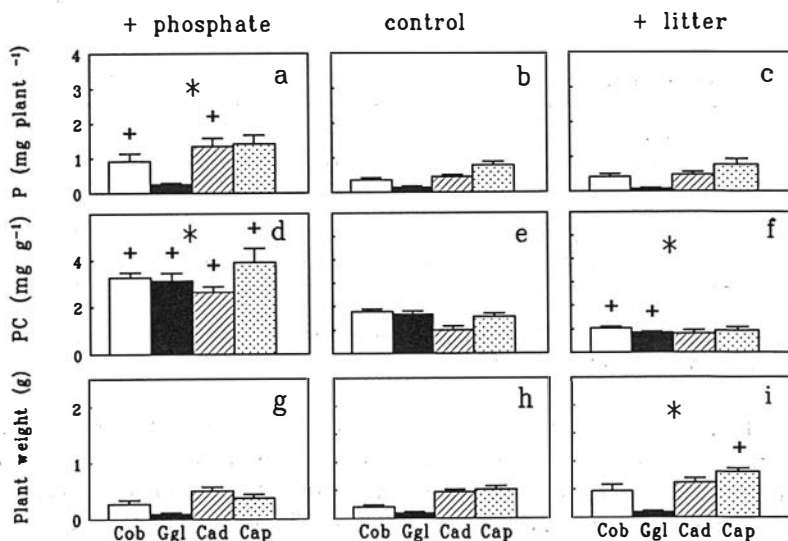 + phosphate control + litter
P (mg plant ⁻¹)
4
3
2
1
0
a
*
+
+
b
c
PC (mg g⁻¹)
4
2
0
d
*
+
+
+
+
e
f
*
+
+
Plant weight (g)
2
1
0
g
h
i
*
+
Cob Ggl Cad Cap Cob Ggl Cad Cap Cob Ggl Cad Cap